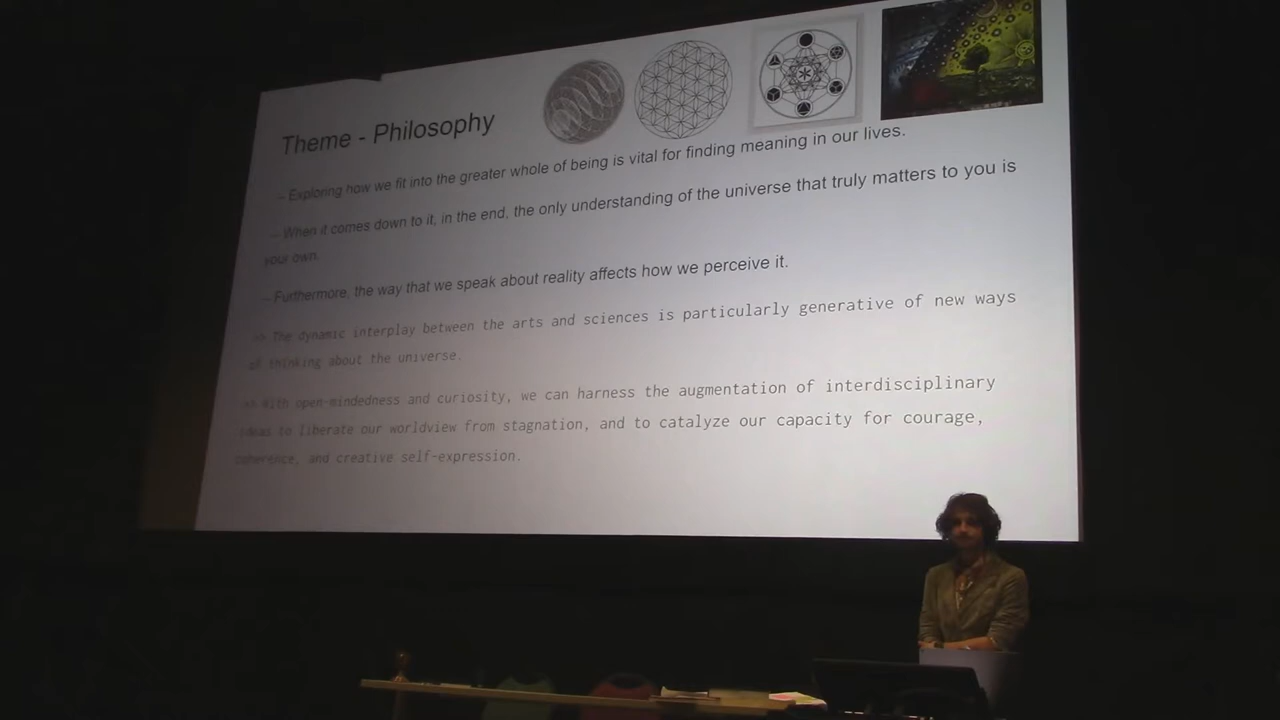 Theme - Philosophy
-- Exploring how we fit into the greater whole of being is vital for finding meaning in our lives.
-- When it comes down to it, in the end, the only understanding of the universe that truly matters to you is
your own.
-- Furthermore, the way that we speak about reality affects how we perceive it.
>> The dynamic interplay between the arts and sciences is particularly generative of new ways
of thinking about the universe.
>> With open-mindedness and curiosity, we can harness the augmentation of interdisciplinary
ideas to liberate our worldview from stagnation, and to catalyze our capacity for courage,
coherence, and creative self-expression.